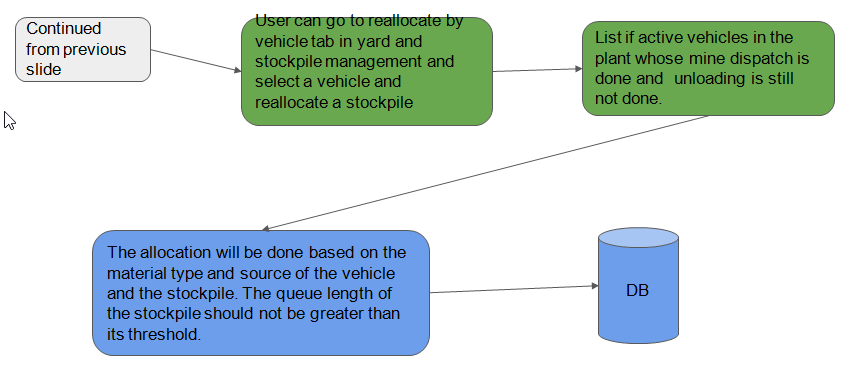 Continued
from previous
slide
User can go to reallocate by
vehicle tab in yard and
stockpile management and
select a vehicle and
reallocate a stockpile
List if active vehicles in the
plant whose mine dispatch is
done and unloading is still
not done.
The allocation will be done based on the
material type and source of the vehicle
and the stockpile. The queue length of
the stockpile should not be greater than
its threshold.
DB